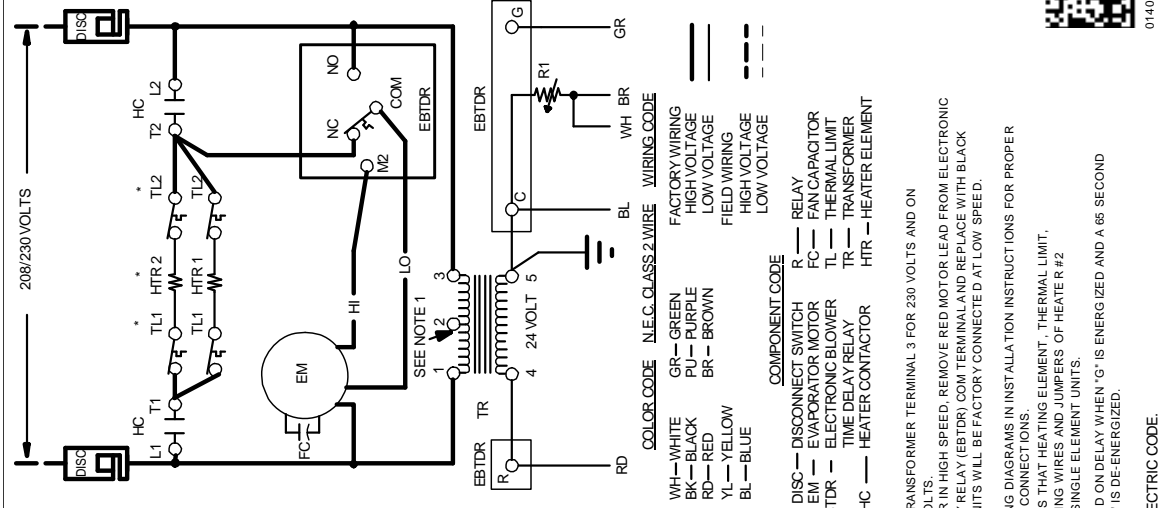 208/230 VOLTS
DISC
DISC
L1
HC
T1
TL1
*
HTR 2
*
TL2
*
T2
HC
L2
TL1
HTR 1
TL2
NC
NO
COM
M2
EBTDR
HI
LO
EM
FC
SEE NOTE 1
1
2
3
TR
4
24 VOLT
5
EBTDR
R
RD
EBTDR
C
G
R1
BL
WH
BR
GR
COLOR CODE
WH — WHITE
BK — BLACK
RD — RED
YL — YELLOW
BL — BLUE
GR — GREEN
PU — PURPLE
BR — BROWN
N.E.C. CLASS 2 WIRE
WIRING CODE
FACTORY WIRING
HIGH VOLTAGE
LOW VOLTAGE
FIELD WIRING
HIGH VOLTAGE
LOW VOLTAGE
COMPONENT CODE
DISC — DISCONNECT SWITCH
EM — EVAPORATOR MOTOR
TDR — ELECTRONIC BLOWER
TIME DELAY RELAY
HC — HEATER CONTACTOR
R — RELAY
FC — FAN CAPACITOR
TL — THERMAL LIMIT
TR — TRANSFORMER
HTR — HEATER ELEMENT
RANSFORMER TERMINAL 3 FOR 230 VOLTS AND ON
OLTS.
R IN HIGH SPEED, REMOVE RED MOTOR LEAD FROM ELECTRONIC
Y RELAY (EBTDR) COM TERMINAL AND REPLACE WITH BLACK
NITS WILL BE FACTORY CONNECTED AT LOW SPEED.
NG DIAGRAMS IN INSTALLATION INSTRUCTIONS FOR PROPER
CONNECTIONS.
S THAT HEATING ELEMENT, THERMAL LIMIT,
NG WIRES AND JUMPERS OF HEATER #2
SINGLE ELEMENT UNITS.
D ON DELAY WHEN "G" IS ENERGIZED AND A 65 SECOND
" IS DE-ENERGIZED.
ECTRIC CODE.
0140